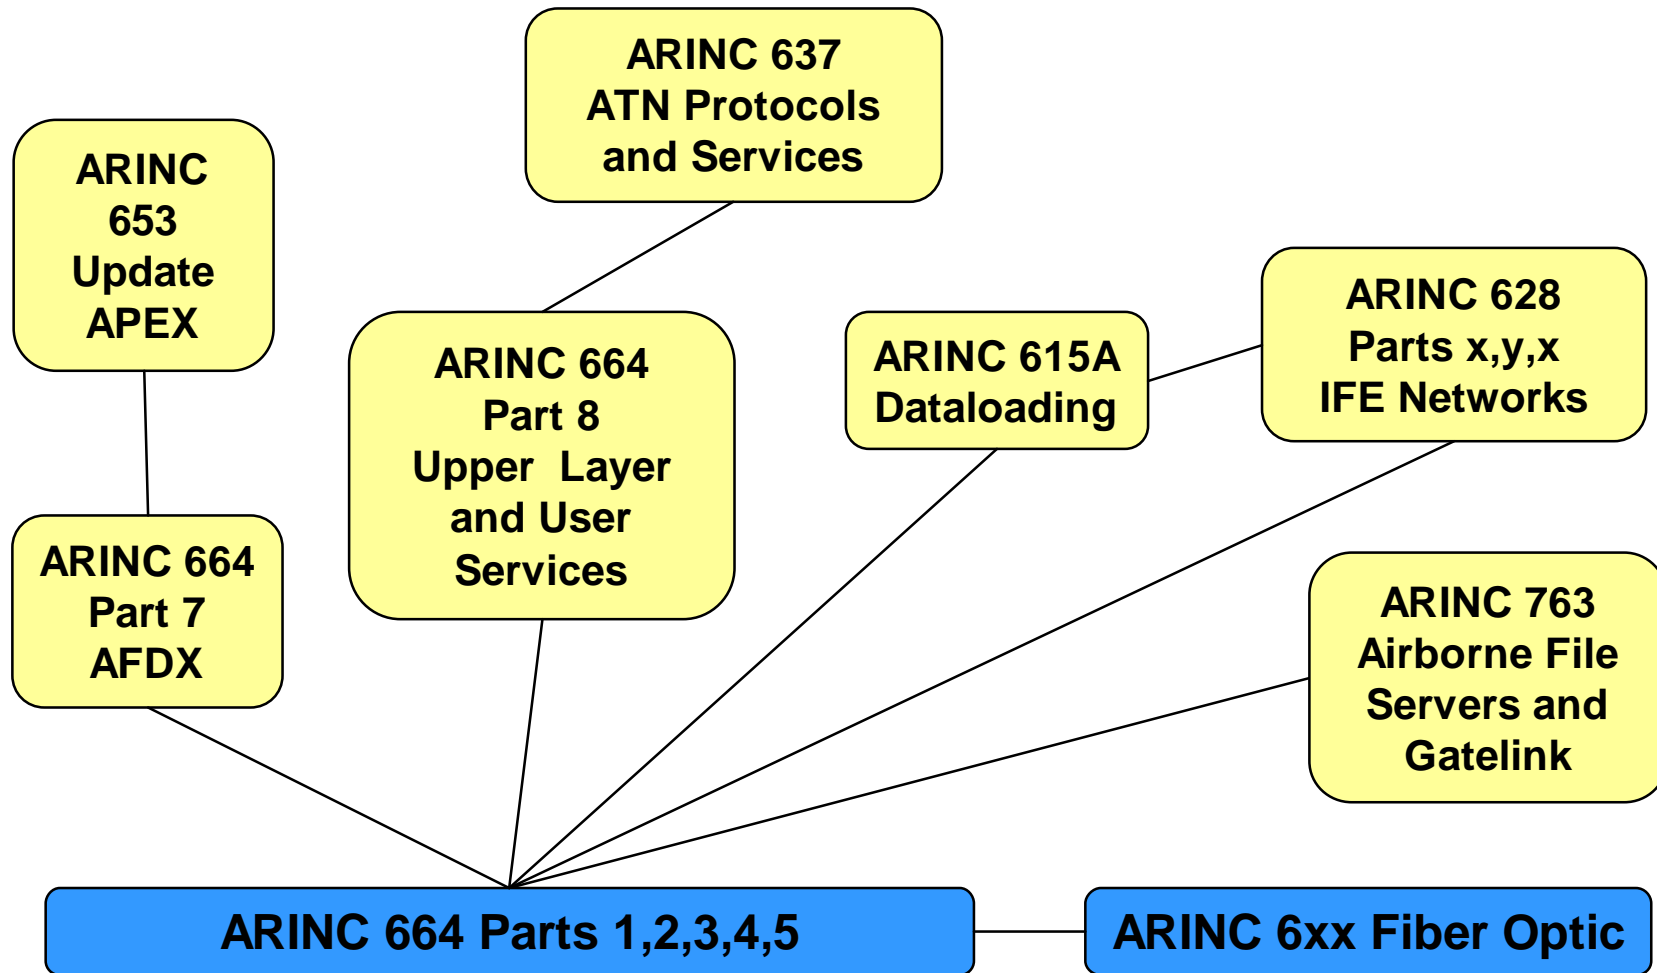 ARINC 637
ATN Protocols
and Services
ARINC
653
Update
APEX
ARINC 664
Part 8
Upper Layer
and User
Services
ARINC 615A
Dataloading
ARINC 628
Parts x,y,x
IFE Networks
ARINC 664
Part 7
AFDX
ARINC 763
Airborne File
Servers and
Gatelink
ARINC 664 Parts 1,2,3,4,5
ARINC 6xx Fiber Optic